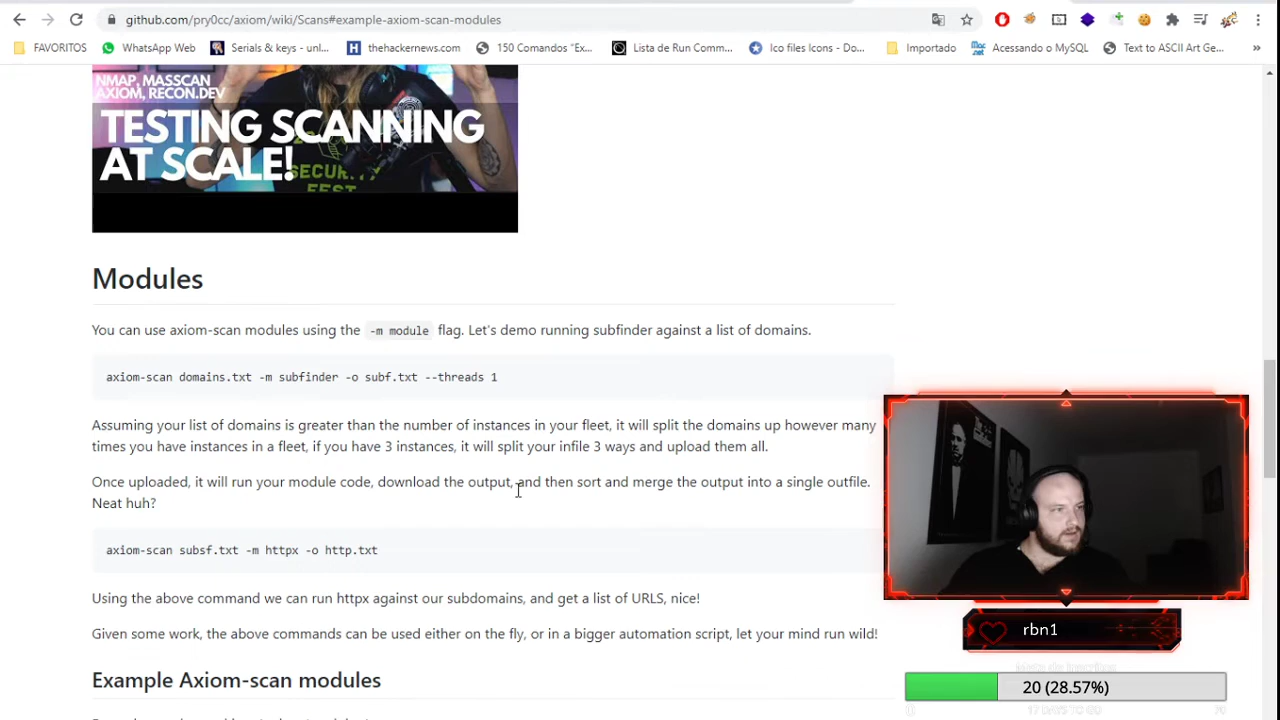 github.com/pry0cc/axiom/wiki/Scans#example-axiom-scan-modules
FAVORITOS
WhatsApp Web
Serials & keys - unl...
thehackernews.com
150 Comandos "Ex...
Lista de Run Comm...
Ico files Icons - Do...
Importado
Acessando o MySQL
Text to ASCII Art Ge...
NMAP, MASSCAN
AXIOM, RECON.DEV
TESTING SCANNING
AT SCALE!
SECURITY
FEST
Modules
You can use axiom-scan modules using the -m module flag. Let's demo running subfinder against a list of domains.
axiom-scan domains.txt -m subfinder -o subf.txt --threads 1
Assuming your list of domains is greater than the number of instances in your fleet, it will split the domains up however many
times you have instances in a fleet, if you have 3 instances, it will split your infile 3 ways and upload them all.
Once uploaded, it will run your module code, download the output, and then sort and merge the output into a single outfile.
Neat huh?
axiom-scan subsf.txt -m httpx -o http.txt
Using the above command we can run httpx against our subdomains, and get a list of URLS, nice!
Given some work, the above commands can be used either on the fly, or in a bigger automation script, let your mind run wild!
Example Axiom-scan modules
rbn1
20 (28.57%)